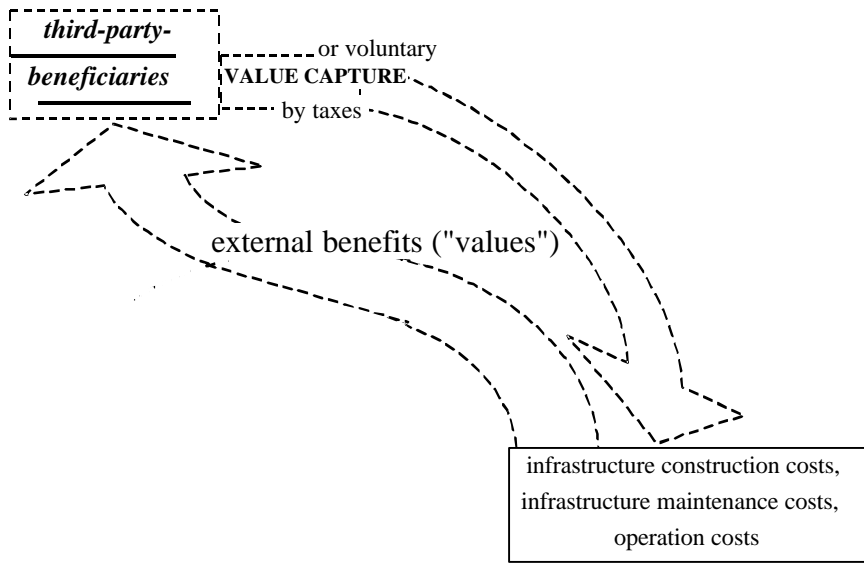 third-party-
beneficiaries
or voluntary
VALUE CAPTURE
by taxes
external benefits ("values")
infrastructure construction costs,
infrastructure maintenance costs,
operation costs